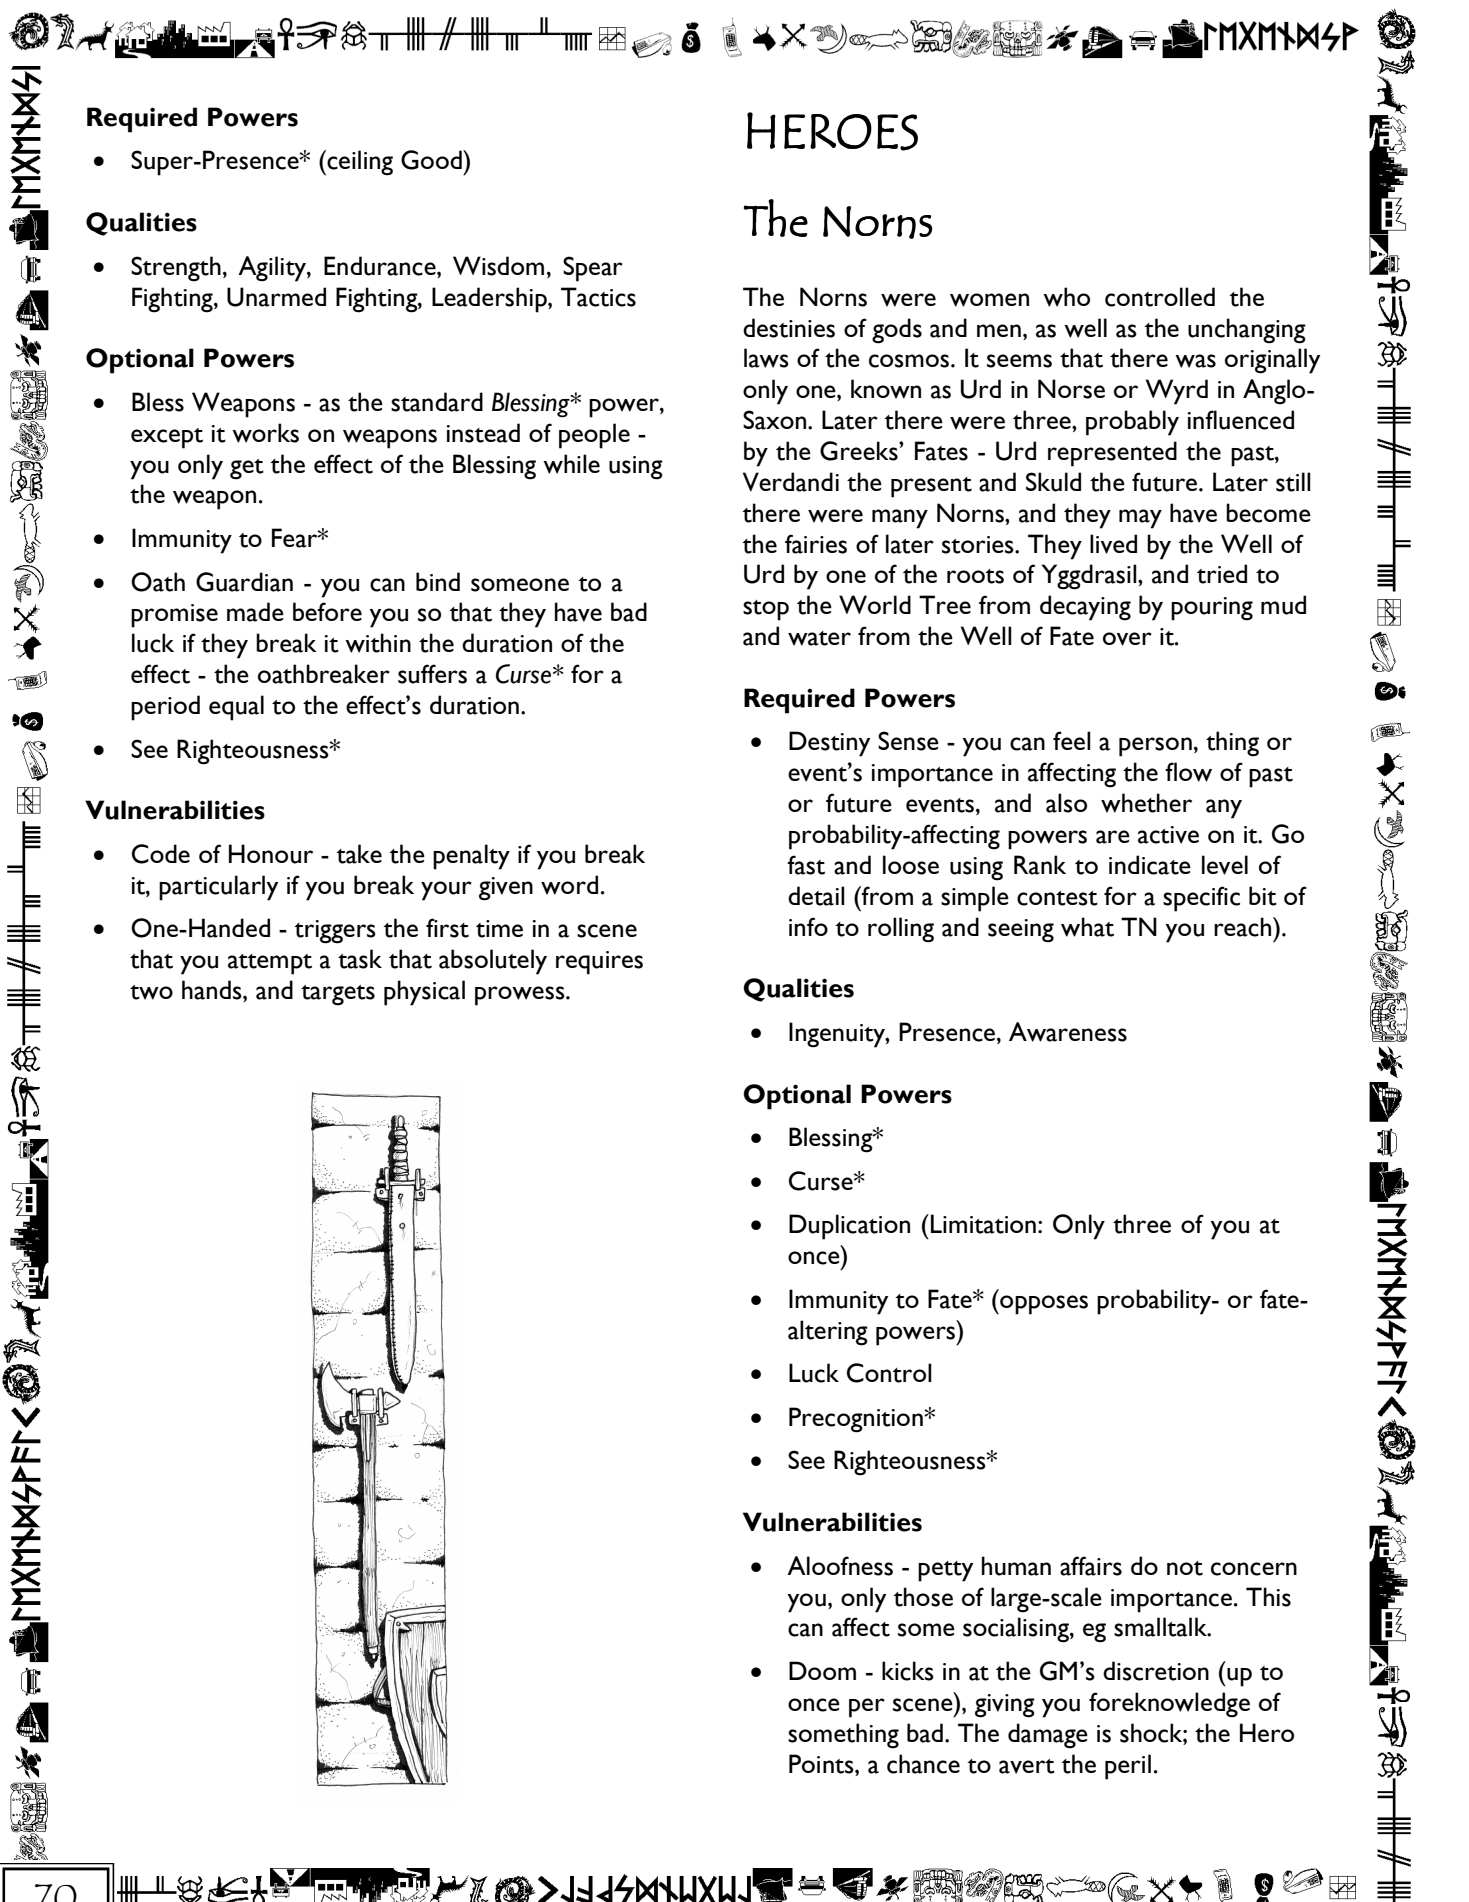 Required Powers
• Super-Presence* (ceiling Good)
Qualities
• Strength, Agility, Endurance, Wisdom, Spear
Fighting, Unarmed Fighting, Leadership, Tactics
Optional Powers
• Bless Weapons - as the standard Blessing* power,
except it works on weapons instead of people -
you only get the effect of the Blessing while using
the weapon.
• Immunity to Fear*
• Oath Guardian - you can bind someone to a
promise made before you so that they have bad
luck if they break it within the duration of the
effect - the oathbreaker suffers a Curse* for a
period equal to the effect's duration.
• See Righteousness*
Vulnerabilities
• Code of Honour - take the penalty if you break
it, particularly if you break your given word.
• One-Handed - triggers the first time in a scene
that you attempt a task that absolutely requires
two hands, and targets physical prowess.
HEROES
The Norns
The Norns were women who controlled the
destinies of gods and men, as well as the unchanging
laws of the cosmos. It seems that there was originally
only one, known as Urd in Norse or Wyrd in Anglo-
Saxon. Later there were three, probably influenced
by the Greeks' Fates - Urd represented the past,
Verdandi the present and Skuld the future. Later still
there were many Norns, and they may have become
the fairies of later stories. They lived by the Well of
Urd by one of the roots of Yggdrasil, and tried to
stop the World Tree from decaying by pouring mud
and water from the Well of Fate over it.
Required Powers
• Destiny Sense - you can feel a person, thing or
event's importance in affecting the flow of past
or future events, and also whether any
probability-affecting powers are active on it. Go
fast and loose using Rank to indicate level of
detail (from a simple contest for a specific bit of
info to rolling and seeing what TN you reach).
Qualities
• Ingenuity, Presence, Awareness
Optional Powers
• Blessing*
• Curse*
• Duplication (Limitation: Only three of you at
once)
• Immunity to Fate* (opposes probability- or fate-
altering powers)
• Luck Control
• Precognition*
• See Righteousness*
Vulnerabilities
• Aloofness - petty human affairs do not concern
you, only those of large-scale importance. This
can affect some socialising, eg smalltalk.
• Doom - kicks in at the GM's discretion (up to
once per scene), giving you foreknowledge of
something bad. The damage is shock; the Hero
Points, a chance to avert the peril.
70